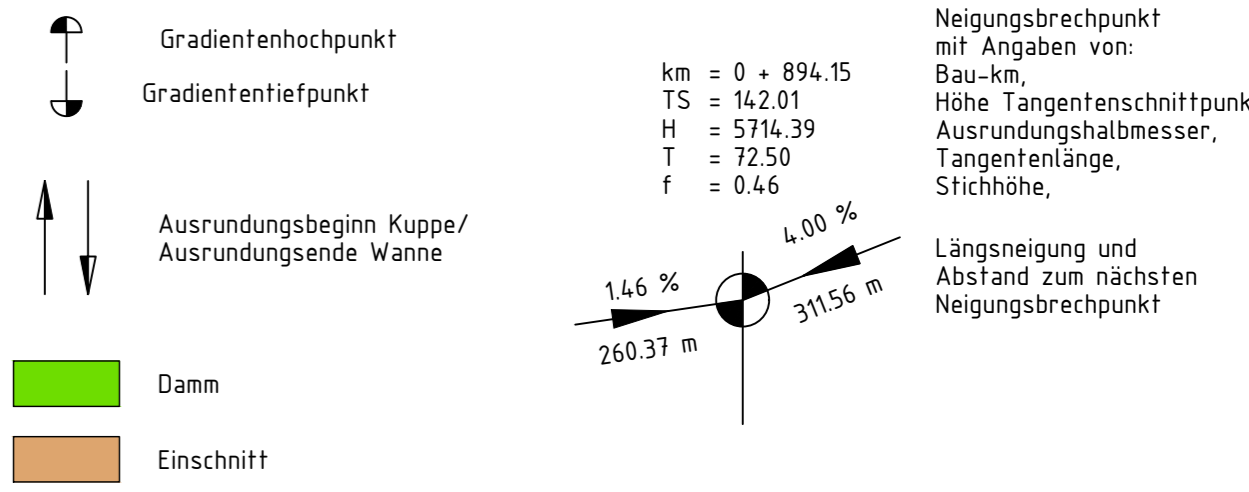 Gradientenhochpunkt
Gradiententiefpunkt
Ausrundungsbeginn Kuppe/
Ausrundungsende Wanne
Damm
Einschnitt
km = 0 + 894.15
TS = 142.01
H = 5714.39
T = 72.50
f = 0.46
1.46 %
260.37 m
4.00 %
311.56 m
Neigungsbrechpunkt
mit Angaben von:
Bau-km,
Höhe Tangentenschnittpunk
Ausrundungshalbmesser,
Tangentenlänge,
Stichhöhe,
Längsneigung und
Abstand zum nächsten
Neigungsbrechpunkt